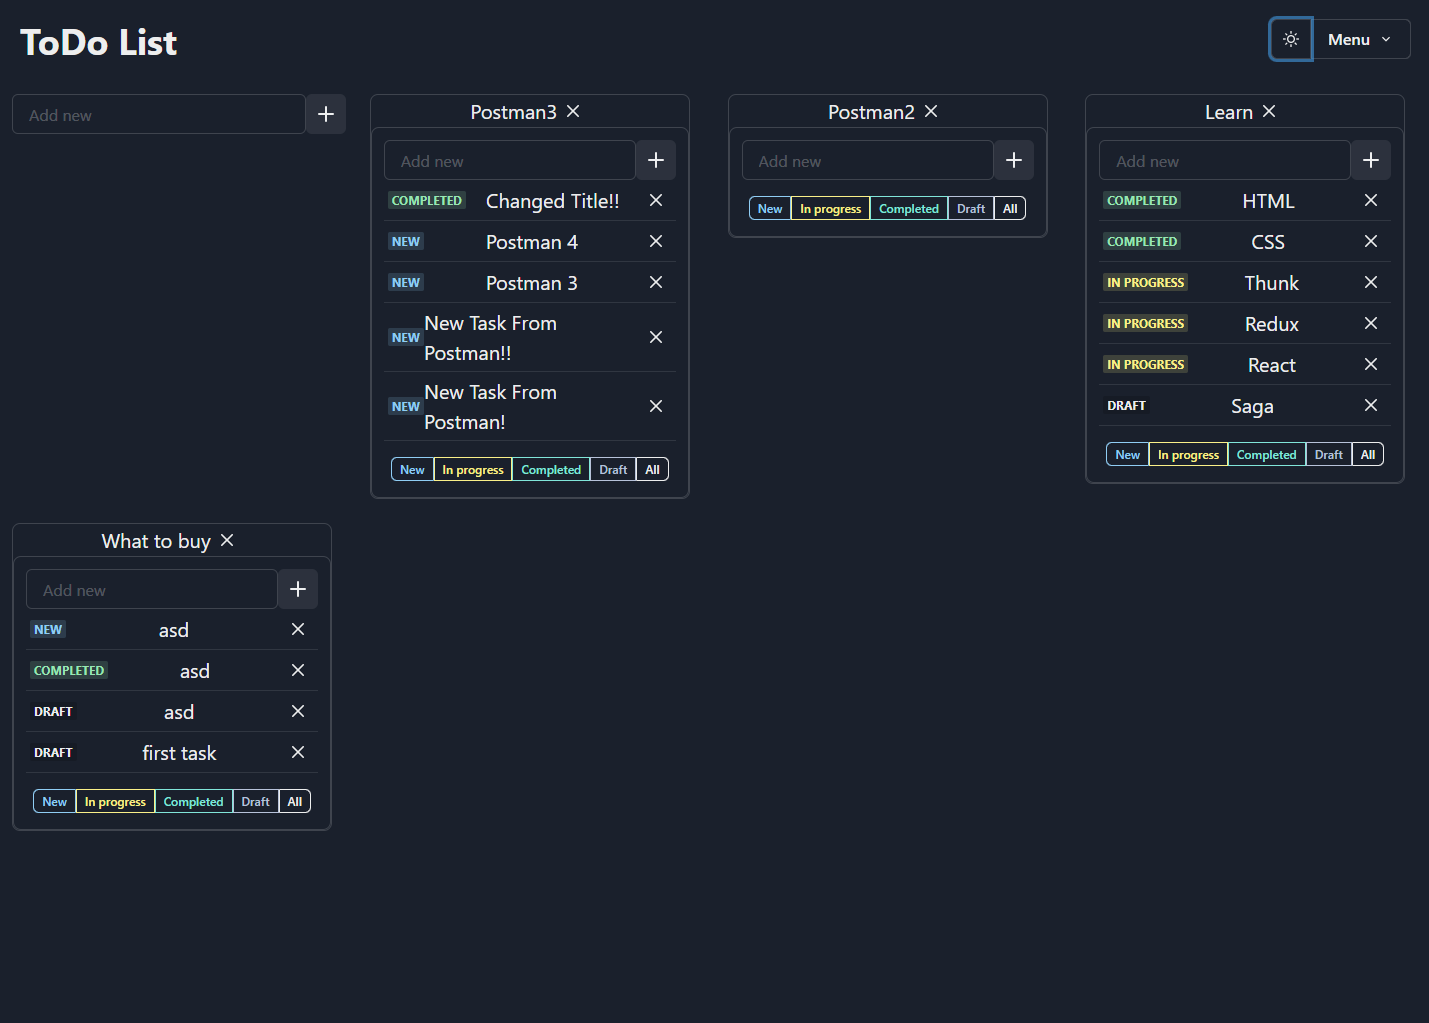 ToDo List
Menu
Add new
Postman3
Add new
COMPLETED Changed Title!!
NEW Postman 4
NEW Postman 3
NEW New Task From
Postman!!
NEW New Task From
Postman!
New In progress Completed Draft All
Postman2
Add new
New In progress Completed Draft All
Learn
Add new
COMPLETED HTML
COMPLETED CSS
IN PROGRESS Thunk
IN PROGRESS Redux
IN PROGRESS React
DRAFT Saga
New In progress Completed Draft All
What to buy
Add new
NEW asd
COMPLETED asd
DRAFT asd
DRAFT first task
New In progress Completed Draft All